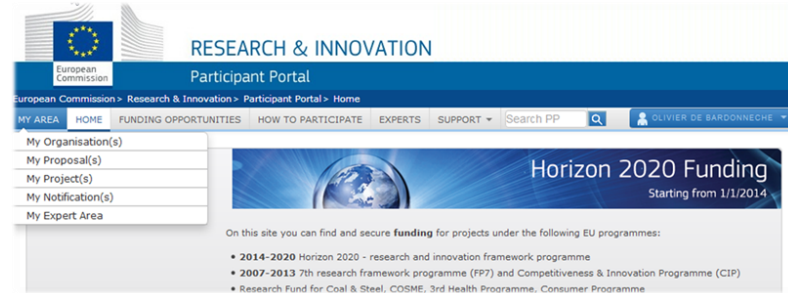 European
Commission
RESEARCH & INNOVATION
Participant Portal
European Commission > Research & Innovation > Participant Portal > Home
MY AREA HOME FUNDING OPPORTUNITIES HOW TO PARTICIPATE EXPERTS SUPPORT Search PP OLIVIER DE BARDONNECHE
My Organisation(s)
My Proposal(s)
My Project(s)
My Notification(s)
My Expert Area
Horizon 2020 Funding
Starting from 1/1/2014
On this site you can find and secure funding for projects under the following EU programmes:
• 2014-2020 Horizon 2020 - research and innovation framework programme
• 2007-2013 7th research framework programme (FP7) and Competitiveness & Innovation Programme (CIP)
• Research Fund for Coal & Steel, COSME, 3rd Health Programme, Consumer Programme